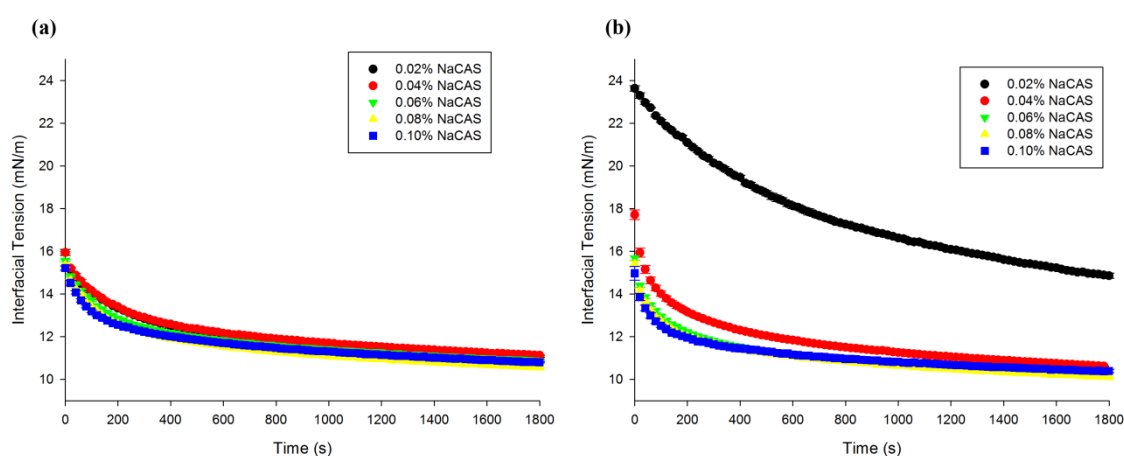 (a)
0.02% NaCAS
0.04% NaCAS
0.06% NaCAS
0.08% NaCAS
0.10% NaCAS
Interfacial Tension (mN/m)
24
22
20
18
16
14
12
10
0 200 400 600 800 1000 1200 1400 1600 1800
Time (s)
(b)
0.02% NaCAS
0.04% NaCAS
0.06% NaCAS
0.08% NaCAS
0.10% NaCAS
Interfacial Tension (mN/m)
24
22
20
18
16
14
12
10
0 200 400 600 800 1000 1200 1400 1600 1800
Time (s)